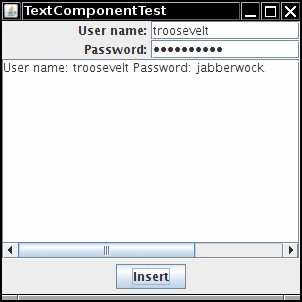 TextComponentTest
User name: troosevelt
Password: ••••••••••
User name: troosevelt Password: jabberwock
Insert